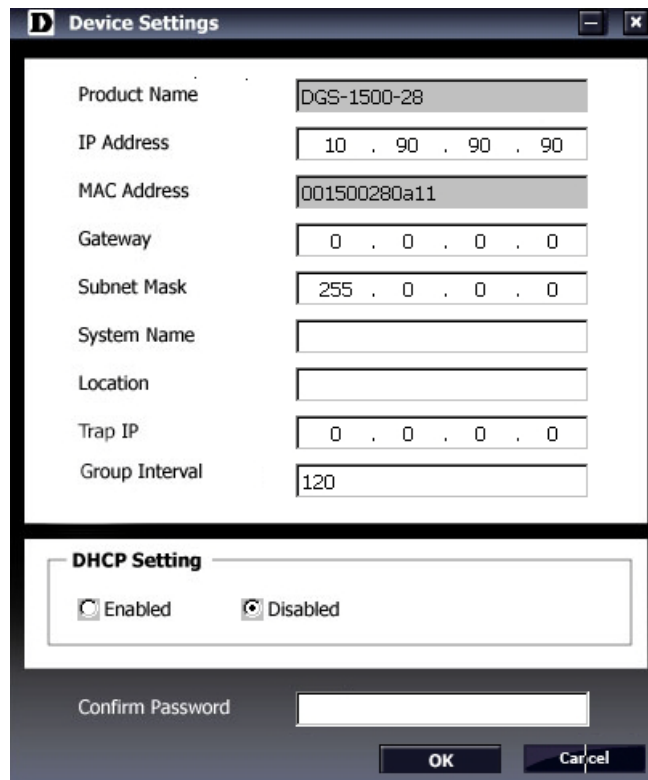 D Device Settings
Product Name DGS-1500-28
IP Address 10 . 90 . 90 . 90
MAC Address 001500280a11
Gateway 0 . 0 . 0 . 0
Subnet Mask 255 . 0 . 0 . 0
System Name
Location
Trap IP 0 . 0 . 0 . 0
Group Interval 120
DHCP Setting
Enabled Disabled
Confirm Password
OK Cancel